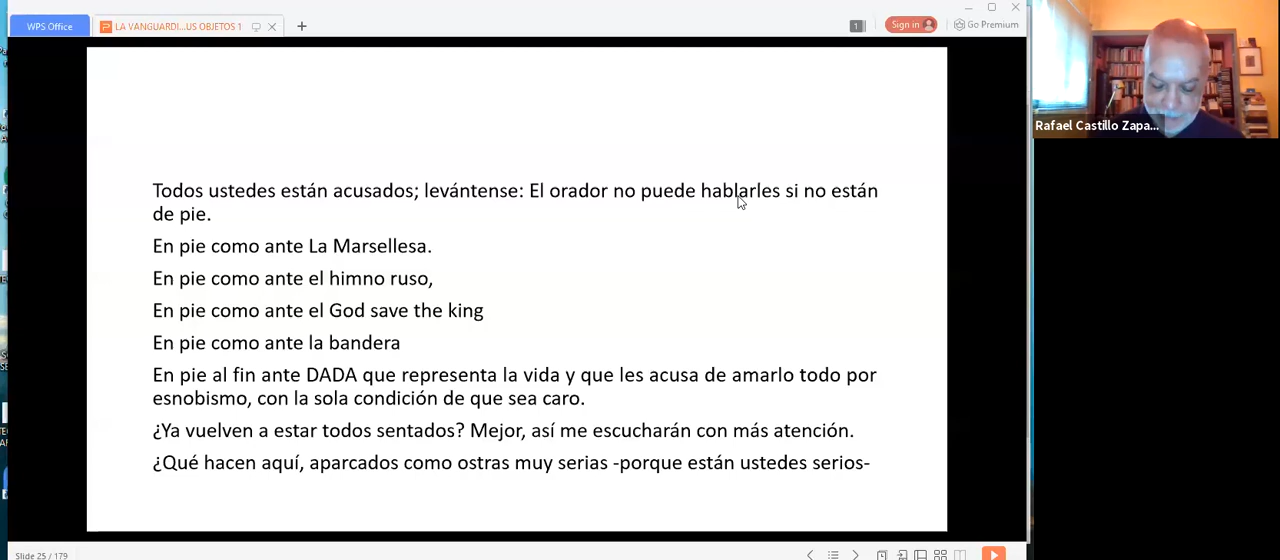 WPS Office
LA VANGUARDI...US OBJETOS 1
1
Sign in
Go Premium
Todos ustedes están acusados; levántense: El orador no puede hablarles si no están
de pie.
En pie como ante La Marsellesa.
En pie como ante el himno ruso,
En pie como ante el God save the king
En pie como ante la bandera
En pie al fin ante DADA que representa la vida y que les acusa de amarlo todo por
esnobismo, con la sola condición de que sea caro.
¿Ya vuelven a estar todos sentados? Mejor, así me escucharán con más atención.
¿Qué hacen aquí, aparcados como ostras muy serias -porque están ustedes serios-
Slide 25 / 179
Rafael Castillo Zapa...